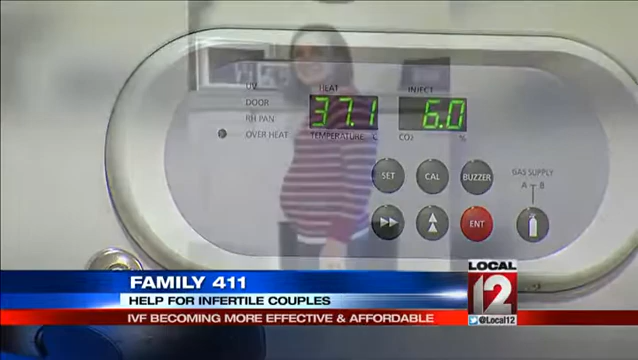 UV HEAT INJECT
DOOR
RH PAN 37.1 6.0
OVER HEAT TEMPERATURE C CO2 %
SET CAL BUZZER GAS SUPPLY
A B
ENT
FAMILY 411
HELP FOR INFERTILE COUPLES
IVF BECOMING MORE EFFECTIVE & AFFORDABLE
LOCAL
12
@Local12